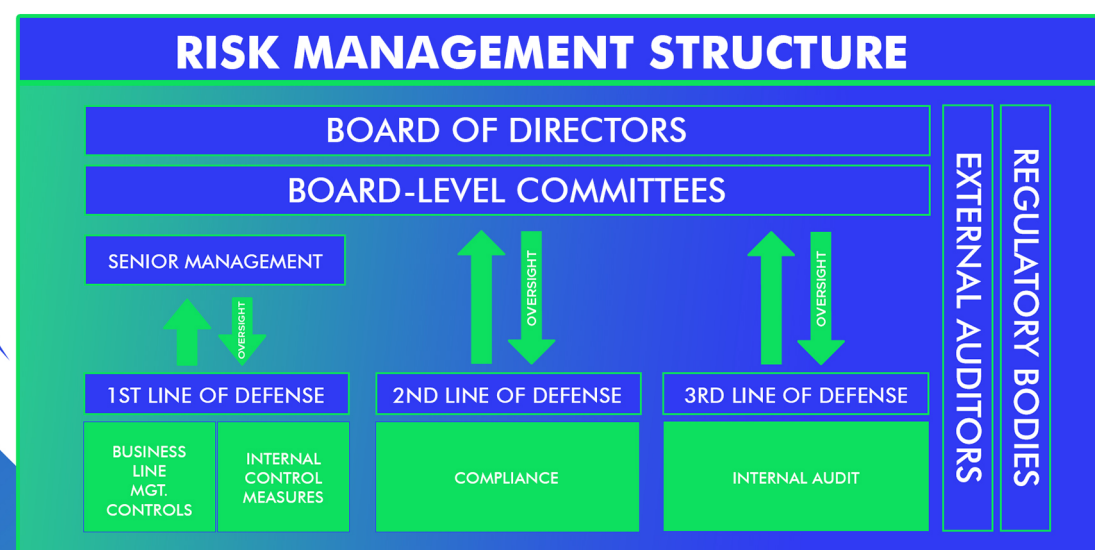 RISK MANAGEMENT STRUCTURE
BOARD OF DIRECTORS
BOARD-LEVEL COMMITTEES
SENIOR MANAGEMENT
OVERSIGHT
OVERSIGHT
OVERSIGHT
1ST LINE OF DEFENSE
2ND LINE OF DEFENSE
3RD LINE OF DEFENSE
BUSINESS
LINE
MGT.
CONTROLS
INTERNAL
CONTROL
MEASURES
COMPLIANCE
INTERNAL AUDIT
EXTERNAL AUDITORS
REGULATORY BODIES